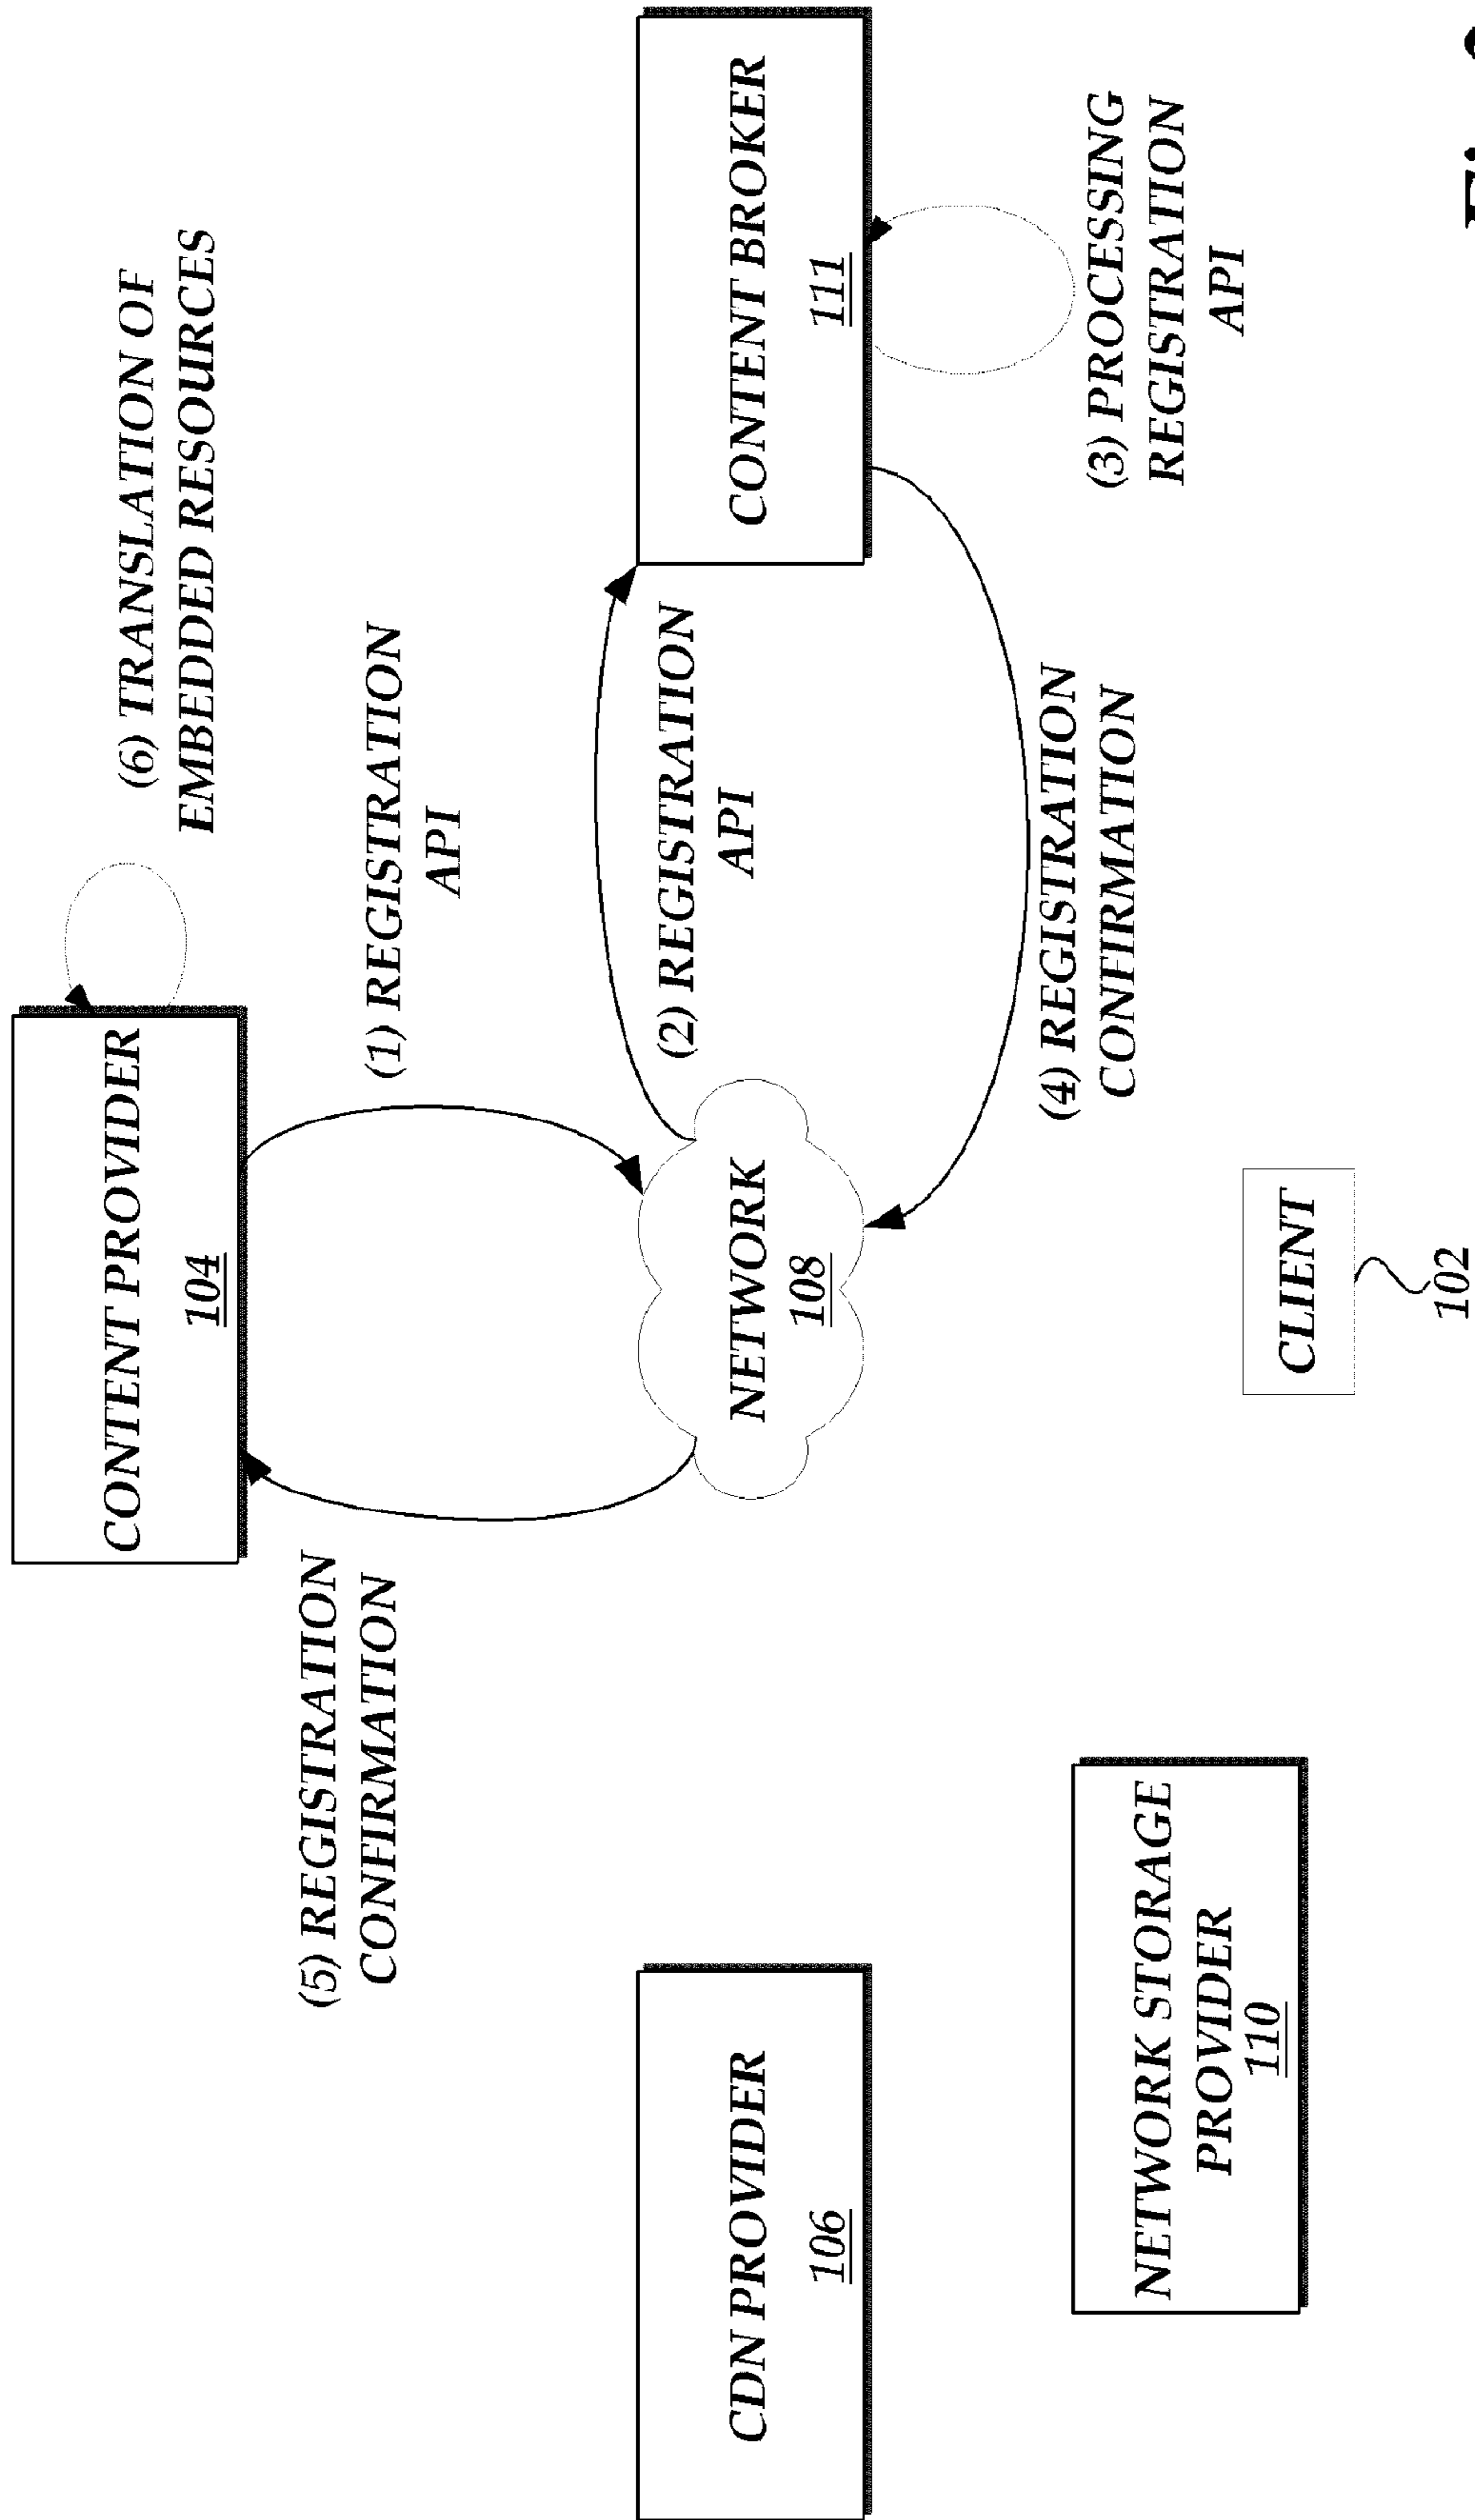 CONTENT PROVIDER
104
(6) TRANSLATION OF
EMBEDDED RESOURCES
(5) REGISTRATION
CONFIRMATION
(1) REGISTRATION
API
(2) REGISTRATION
API
CDN PROVIDER
106
NETWORK
108
CONTENT BROKER
111
(4) REGISTRATION
CONFIRMATION
(3) PROCESSING
REGISTRATION
API
NETWORK STORAGE
PROVIDER
110
CLIENT
102